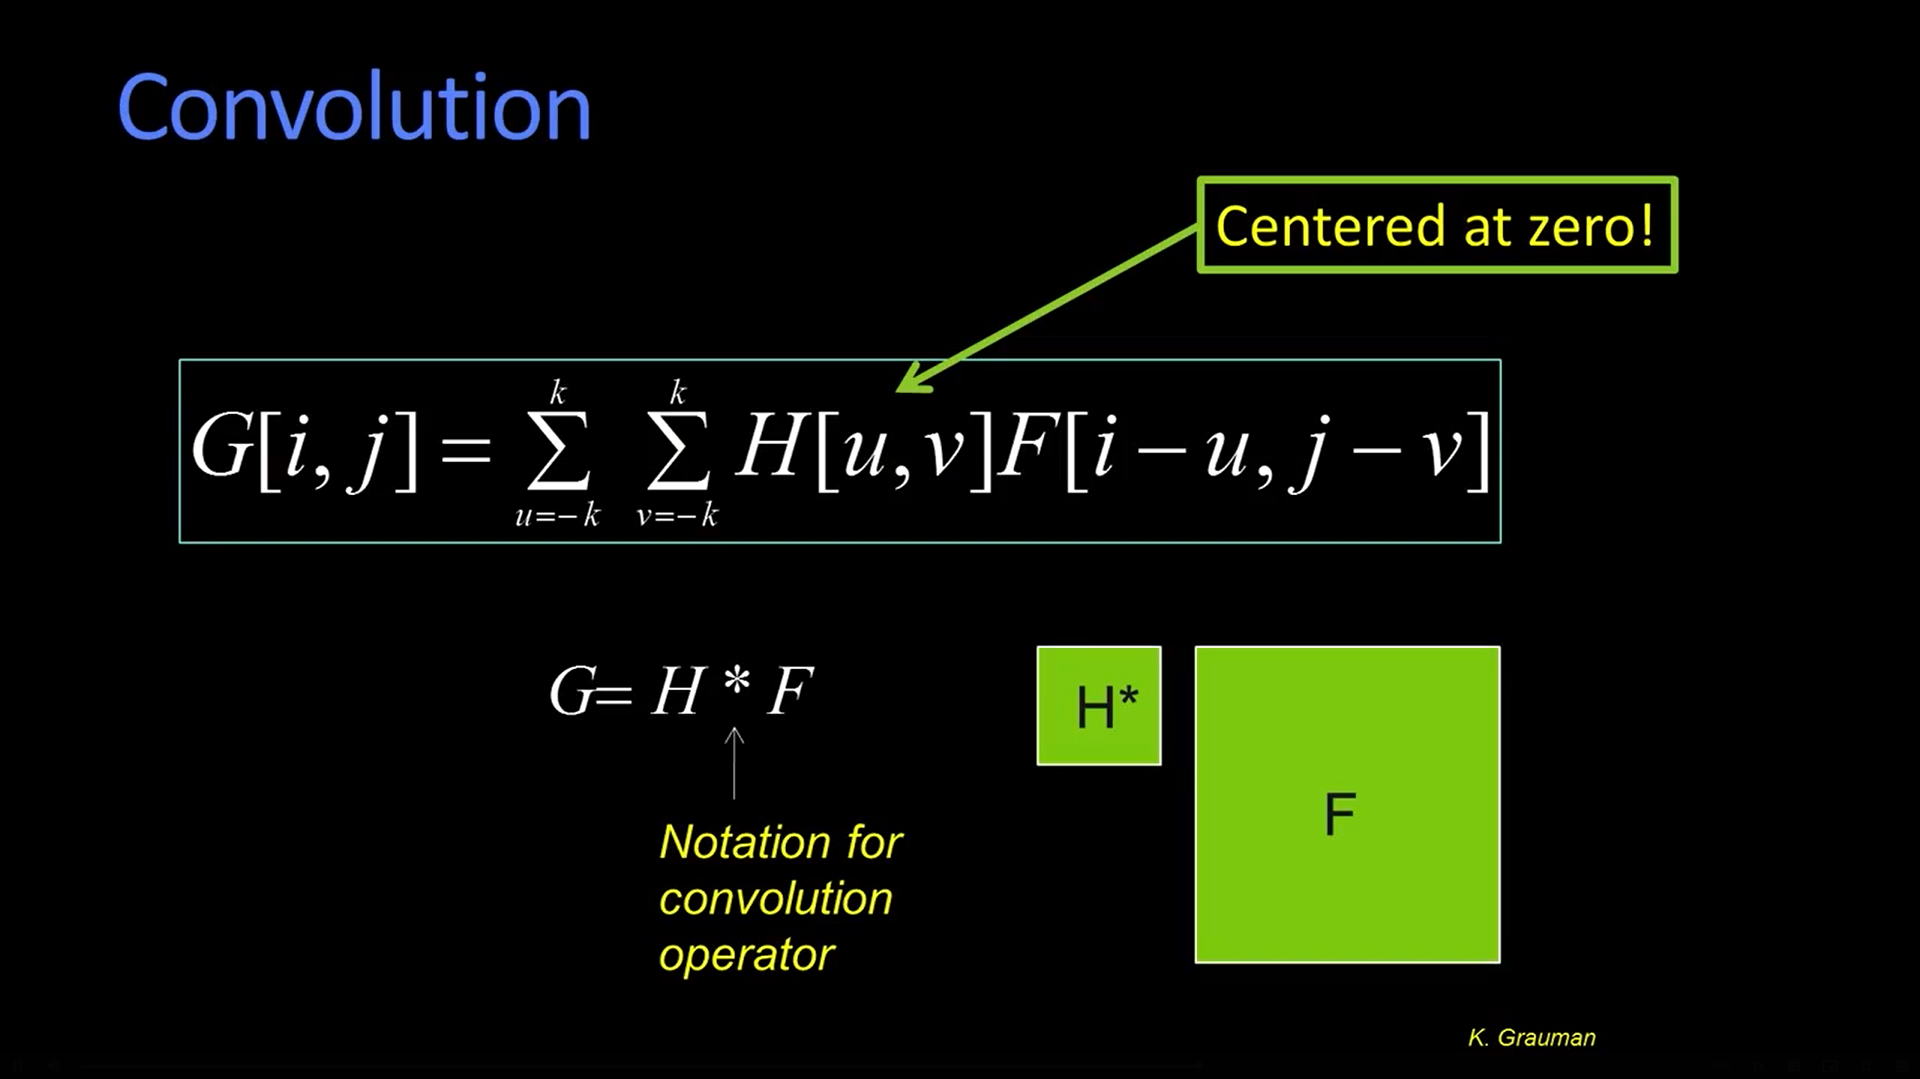 Convolution
Centered at zero!
G[i, j] = \sum_{u=-k}^{k} \sum_{v=-k}^{k} H[u,v]F[i − u, j − v]
G= H * F
H*
F
Notation for
convolution
operator
K. Grauman